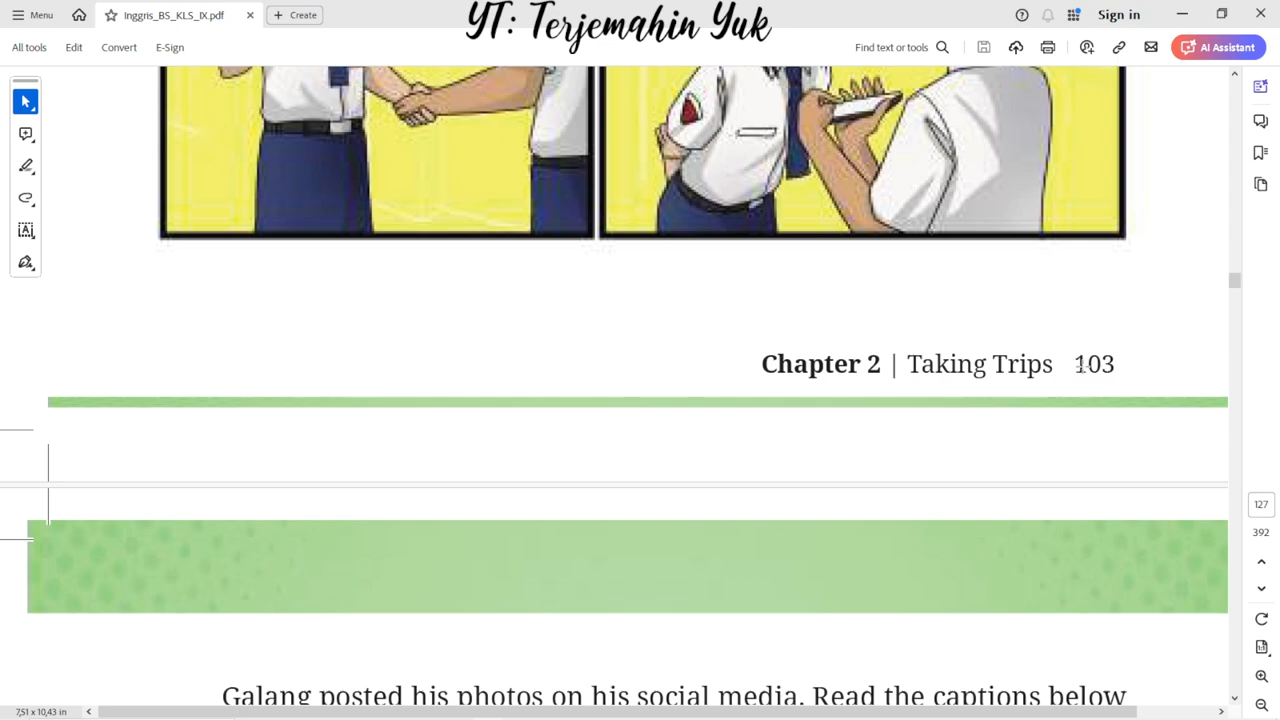 Menu
Inggris_BS_KLS_IX.pdf
Create
YT: Terjemahin Yuk
Sign in
All tools
Edit
Convert
E-Sign
Find text or tools
AI Assistant
Chapter 2 | Taking Trips 103
127
392
Galang posted his photos on his social media. Read the captions below
7,51 x 10,43 in